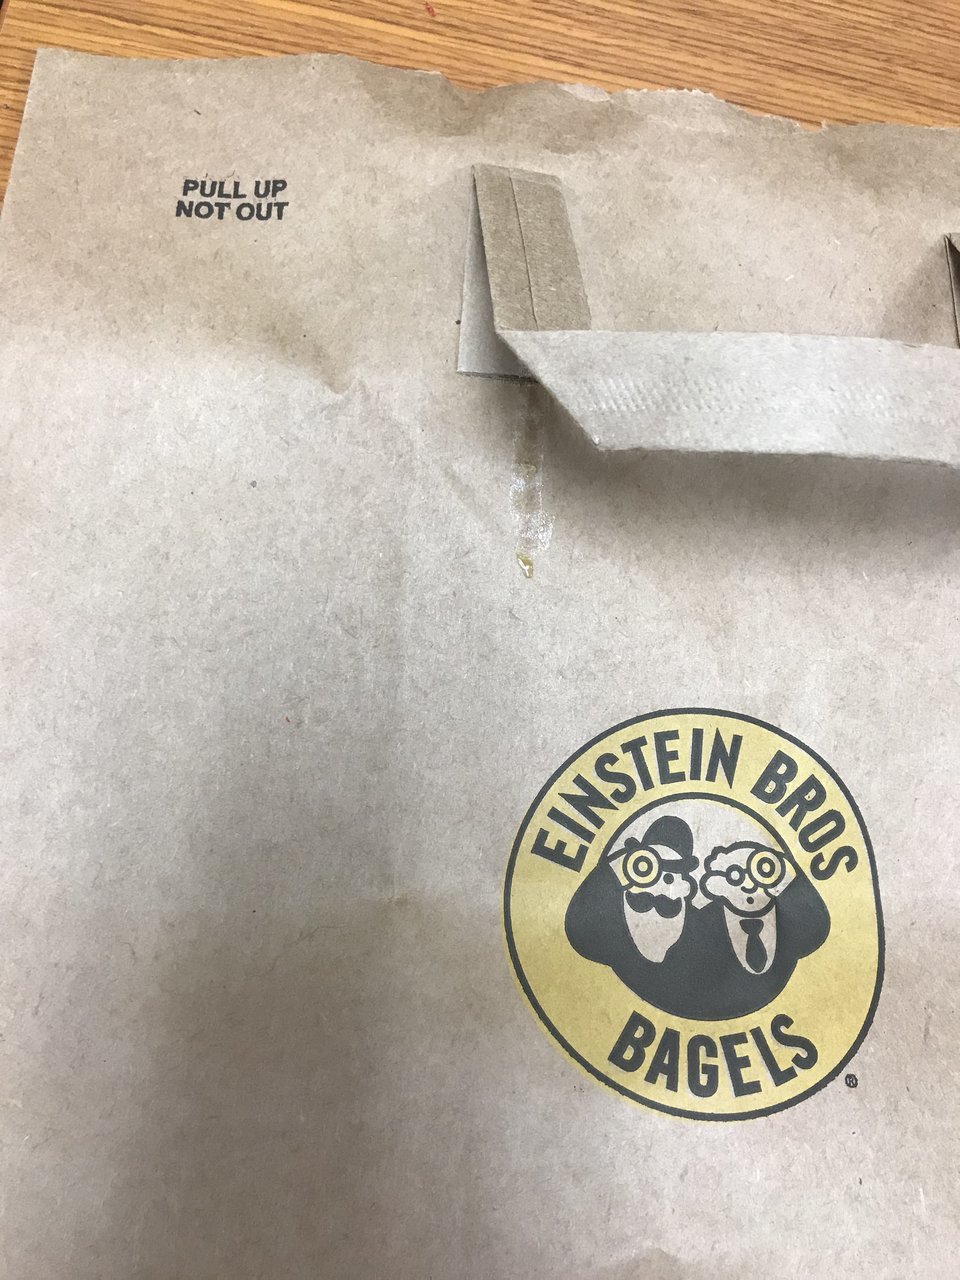 PULL UP
NOT OUT
EINSTEIN BROS
BAGELS
®